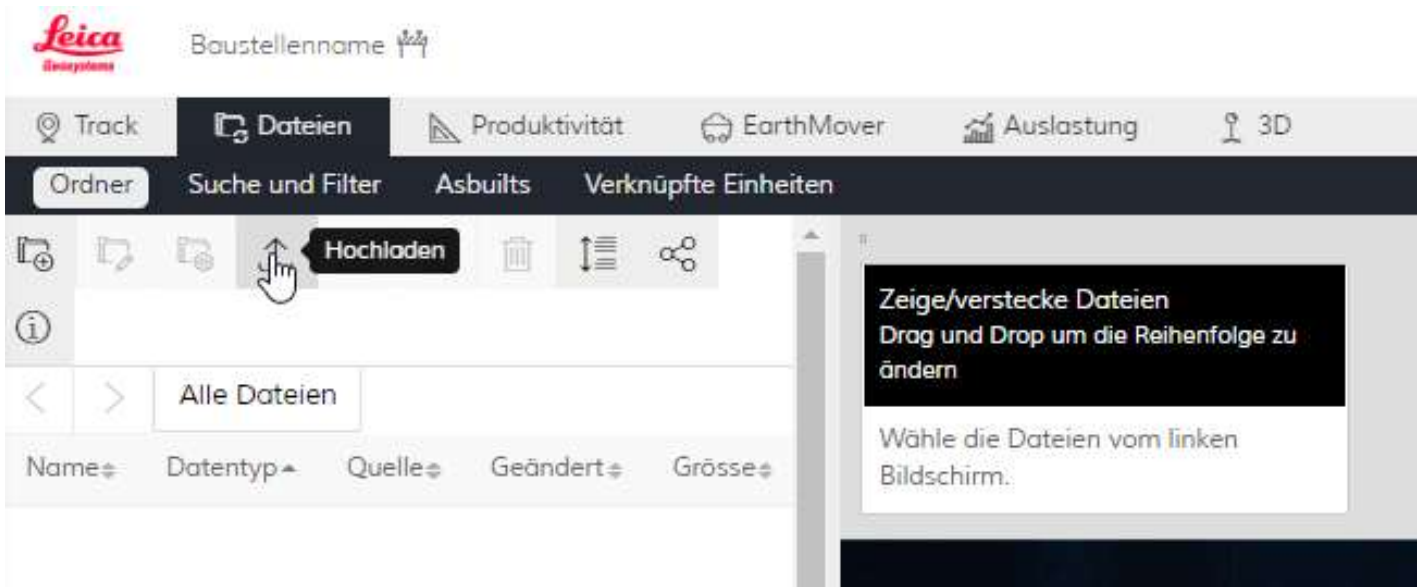 Leica
Geosystems
Baustellenname
Track
Dateien
Produktivität
EarthMover
Auslastung
3D
Ordner
Suche und Filter
Asbuilts
Verknüpfte Einheiten
Hochladen
Zeige/verstecke Dateien
Drag und Drop um die Reihenfolge zu
ändern
Wähle die Dateien vom linken
Bildschirm.
Alle Dateien
Name
Datentyp
Quelle
Geändert
Grösse